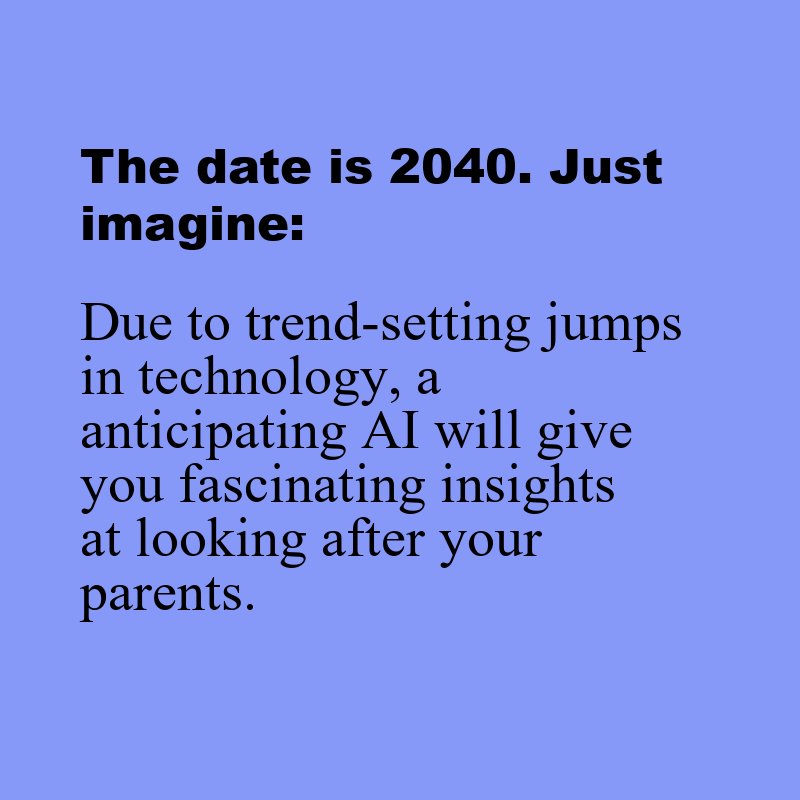 The date is 2040. Just
imagine:
Due to trend-setting jumps
in technology, a
anticipating AI will give
you fascinating insights
at looking after your
parents.